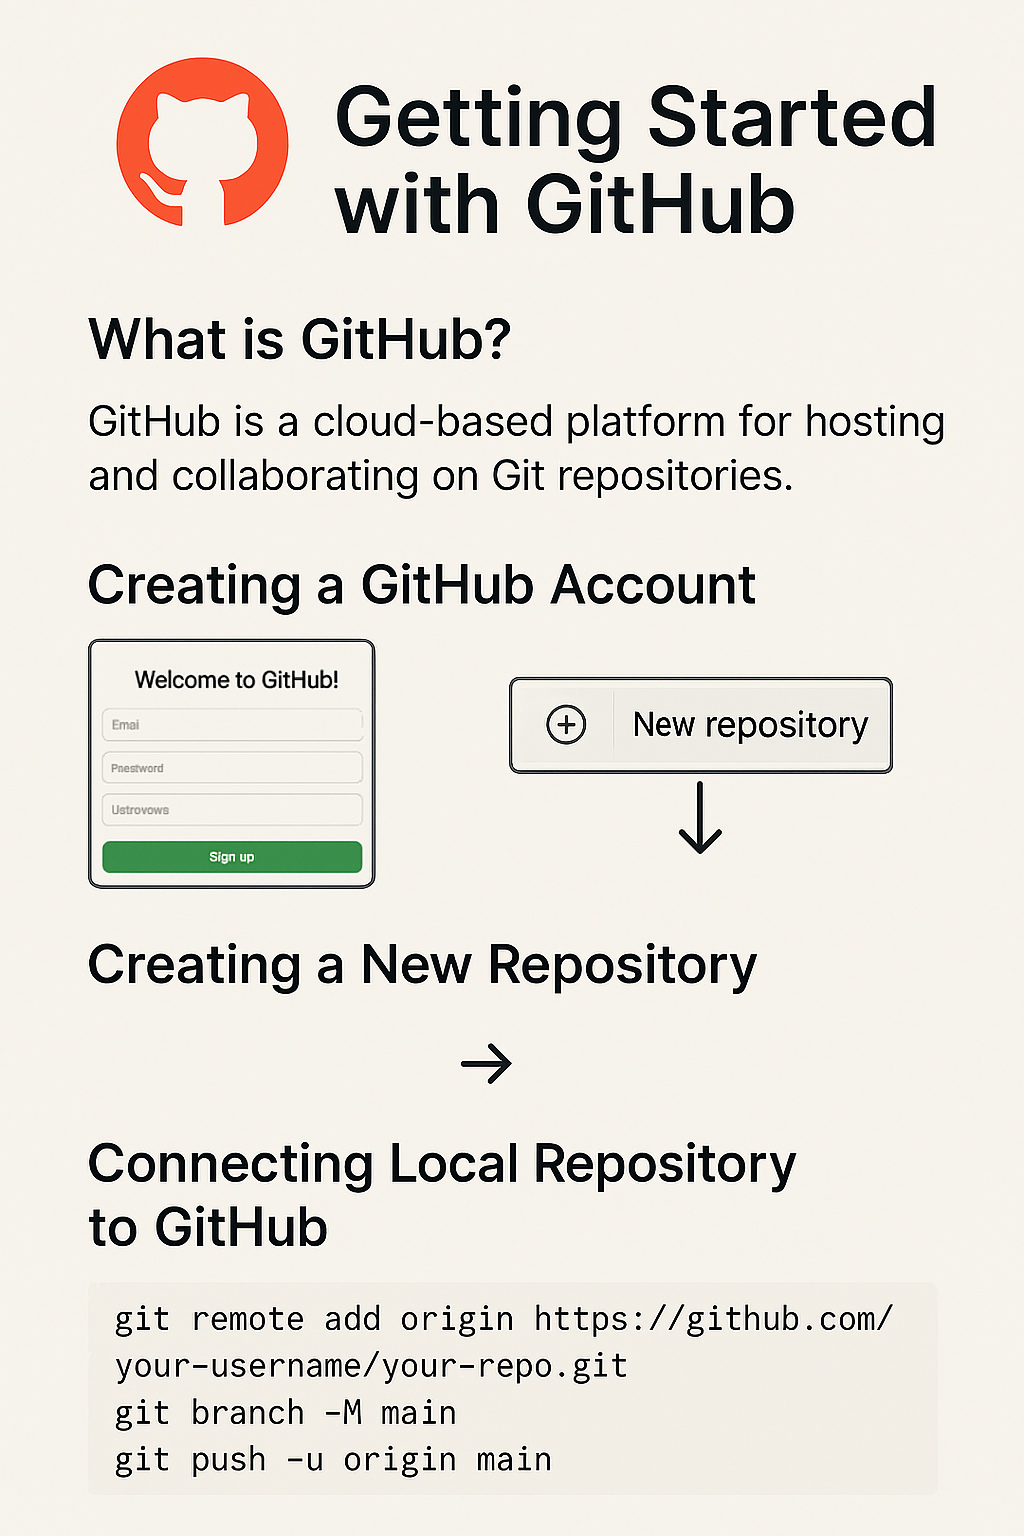 Getting Started
with GitHub
What is GitHub?
GitHub is a cloud-based platform for hosting
and collaborating on Git repositories.
Creating a GitHub Account
Welcome to GitHub!
Emai
Pnestword
Ustrovows
Sign up
New repository
Creating a New Repository
Connecting Local Repository
to GitHub
git remote add origin https://github.com/
your-username/your-repo.git
git branch -M main
git push -u origin main